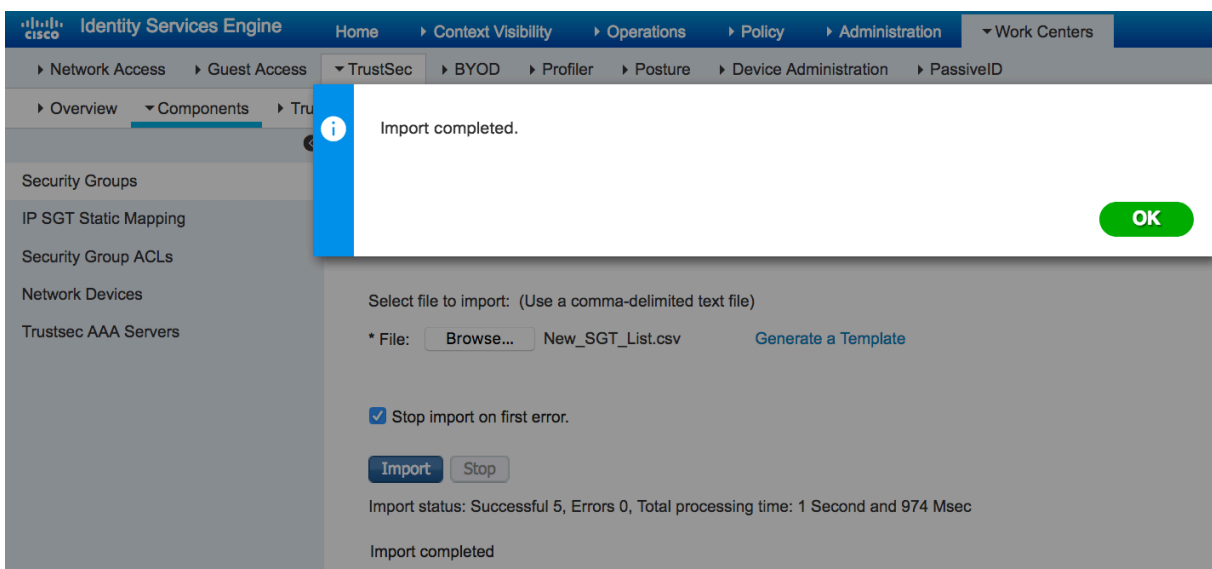 cisco Identity Services Engine Home Context Visibility Operations Policy Administration Work Centers
Network Access Guest Access TrustSec BYOD Profiler Posture Device Administration PassiveID
Overview Components Tru
Import completed.
OK
Security Groups
IP SGT Static Mapping
Security Group ACLs
Network Devices
Trustsec AAA Servers
Select file to import: (Use a comma-delimited text file)
* File: Browse... New_SGT_List.csv Generate a Template
Stop import on first error.
Import Stop
Import status: Successful 5, Errors 0, Total processing time: 1 Second and 974 Msec
Import completed